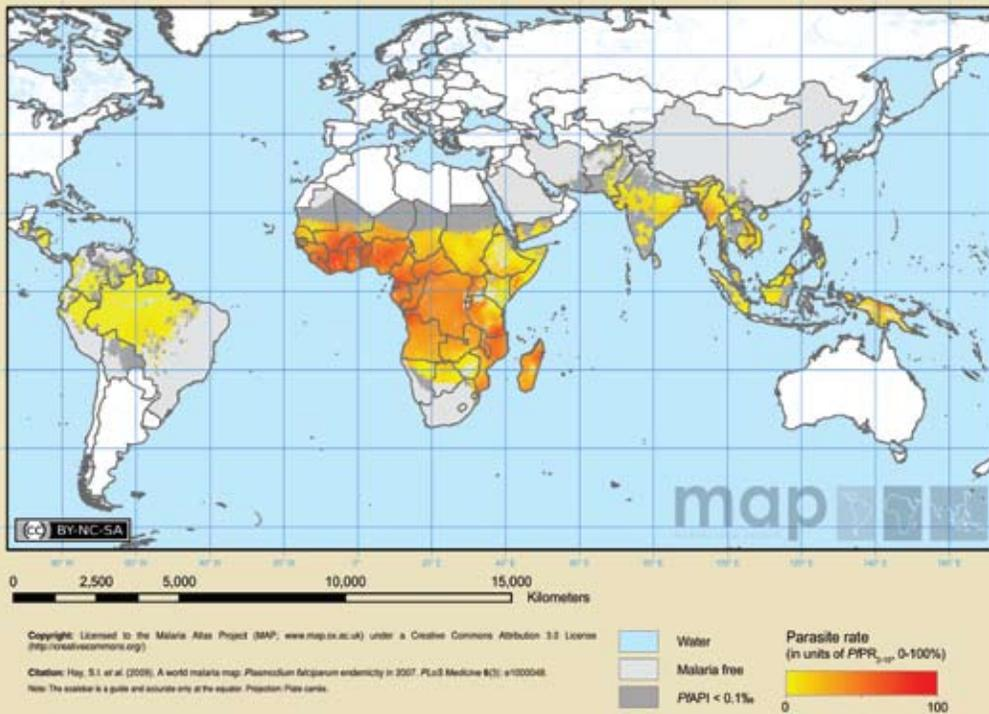 map
BY-NC-SA
0 2,500 5,000 10,000 15,000
Kilometers
Copyright: Licensed to the Malaria Atlas Project (MAP; www.map.ox.ac.uk) under a Creative Commons Attribution 3.0 License
(http://creativecommons.org/)
Citation: Hay, S.I. et al. (2009). A world malaria map: Plasmodium falciparum endemicity in 2007. PLoS Medicine 6(3): e1000048.
Note: The scalebar is a guide and accurate only at the equator. Projection: Plate carrée.
Water
Malaria free
PfAPI < 0.1‰
Parasite rate
(in units of PfPR2-10, 0-100%)
0 100